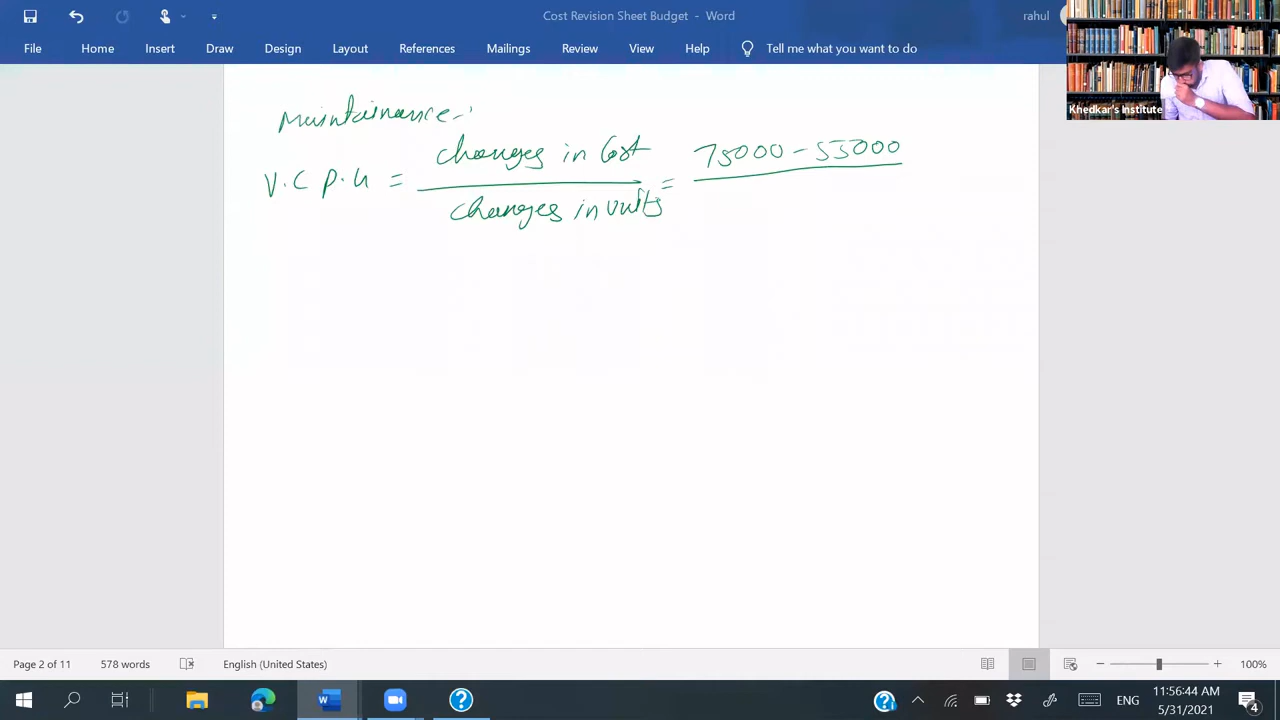 Cost Revision Sheet Budget - Word
rahul
File Home Insert Draw Design Layout References Mailings Review View Help Tell me what you want to do
Khedkar's Institute
Maintainance:-
V.C p.u = changes in Cost / changes in units = 75000 - 55000
Page 2 of 11 578 words English (United States) 100%
ENG 11:56:44 AM
5/31/2021 4